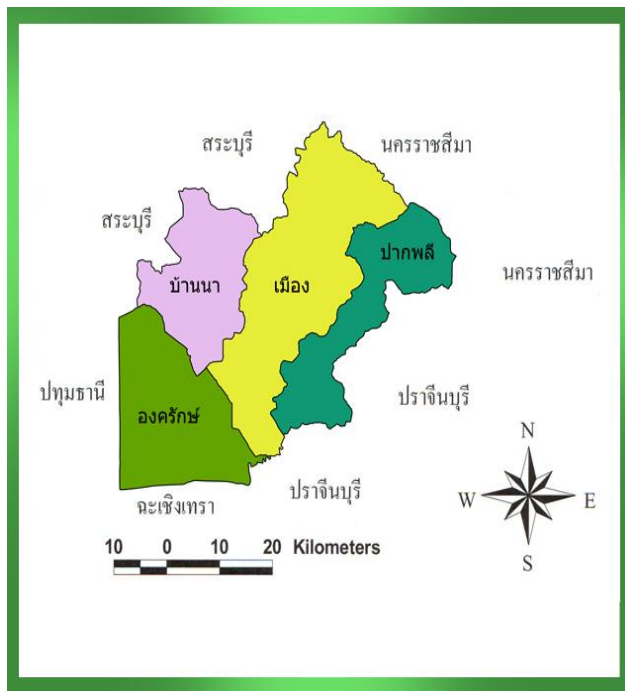 สระบุรี
นครราชสีมา
สระบุรี
ปากพลี
นครราชสีมา
บ้านนา
เมือง
ปทุมธานี
ปราจีนบุรี
องครักษ์
N
W E
S
ปราจีนบุรี
ฉะเชิงเทรา
10 0 10 20 Kilometers